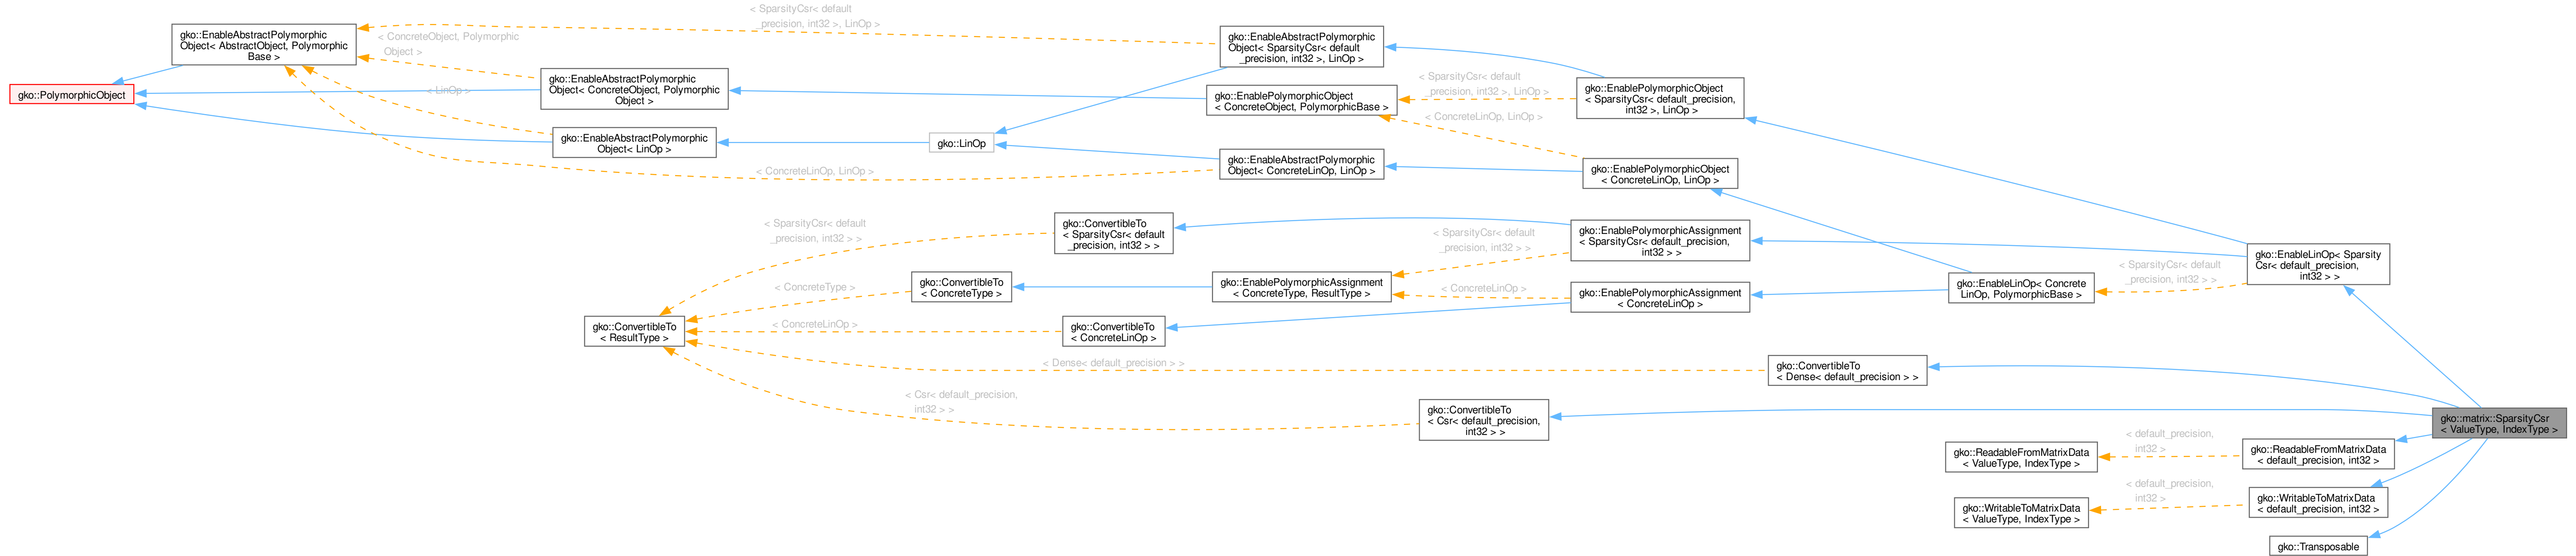 gko::PolymorphicObject
gko::EnableAbstractPolymorphic
Object< AbstractObject, Polymorphic
Base >
< SparsityCsr< default
_precision, int32 >, LinOp >
< ConcreteObject, Polymorphic
Object >
< LinOp >
gko::EnableAbstractPolymorphic
Object< ConcreteObject, Polymorphic
Object >
gko::EnableAbstractPolymorphic
Object< LinOp >
< ConcreteLinOp, LinOp >
gko::LinOp
gko::EnableAbstractPolymorphic
Object< SparsityCsr< default
_precision, int32 >, LinOp >
gko::EnablePolymorphicObject
< ConcreteObject, PolymorphicBase >
gko::EnableAbstractPolymorphic
Object< ConcreteLinOp, LinOp >
< SparsityCsr< default
_precision, int32 >, LinOp >
< ConcreteLinOp, LinOp >
gko::EnablePolymorphicObject
< SparsityCsr< default_precision,
int32 >, LinOp >
gko::EnablePolymorphicObject
< ConcreteLinOp, LinOp >
gko::ConvertibleTo
< ResultType >
< SparsityCsr< default
_precision, int32 > >
< ConcreteType >
< ConcreteLinOp >
< Dense< default_precision > >
< Csr< default_precision,
int32 > >
gko::ConvertibleTo
< SparsityCsr< default
_precision, int32 > >
gko::ConvertibleTo
< ConcreteType >
gko::ConvertibleTo
< ConcreteLinOp >
gko::EnablePolymorphicAssignment
< ConcreteType, ResultType >
< SparsityCsr< default
_precision, int32 > >
< ConcreteLinOp >
gko::EnablePolymorphicAssignment
< SparsityCsr< default_precision,
int32 > >
gko::EnablePolymorphicAssignment
< ConcreteLinOp >
gko::ConvertibleTo
< Dense< default_precision > >
gko::ConvertibleTo
< Csr< default_precision,
int32 > >
gko::EnableLinOp< Concrete
LinOp, PolymorphicBase >
< SparsityCsr< default
_precision, int32 > >
gko::EnableLinOp< Sparsity
Csr< default_precision,
int32 > >
gko::matrix::SparsityCsr
< ValueType, IndexType >
gko::ReadableFromMatrixData
< ValueType, IndexType >
< default_precision,
int32 >
gko::ReadableFromMatrixData
< default_precision, int32 >
gko::WritableToMatrixData
< ValueType, IndexType >
< default_precision,
int32 >
gko::WritableToMatrixData
< default_precision, int32 >
gko::Transposable